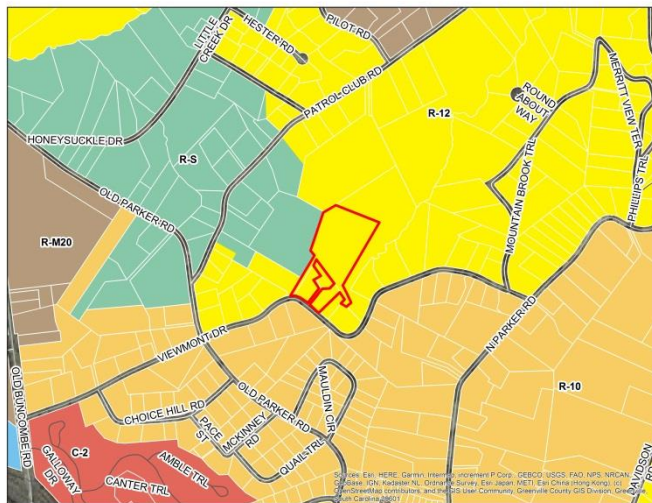 HESTER RD
PILOT RD
LITTLE
CREEK DR
PATROL CLUB RD
ROUND
ABOUT
WAY
MERRITT VIEW TER
R-12
HONEYSUCKLE DR
R-S
MOUNTAIN BROOK TRL
PHILLIPS TRL
OLD PARKER RD
R-M20
N PARKER RD
VIEWMONT DR
OLD BUNCOMBE RD
MAULDIN CIR
R-10
CHOICE HILL RD
OLD PARKER RD
PACE
ST
MCKINNEY
RD
QUAIL TRL
C-2
GALLOWAY
DR
AMBLE TRL
CANTER TRL
DAVIDSON
RD
Sources: Esri, HERE, Garmin, Intermap, increment P Corp., GEBCO, USGS, FAO, NPS, NRCAN,
GeoBase, IGN, Kadaster NL, Ordnance Survey, Esri Japan, METI, Esri China (Hong Kong), (c)
OpenStreetMap contributors, and the GIS User Community, Greenville County GIS Division, Greenville
South Carolina 29601